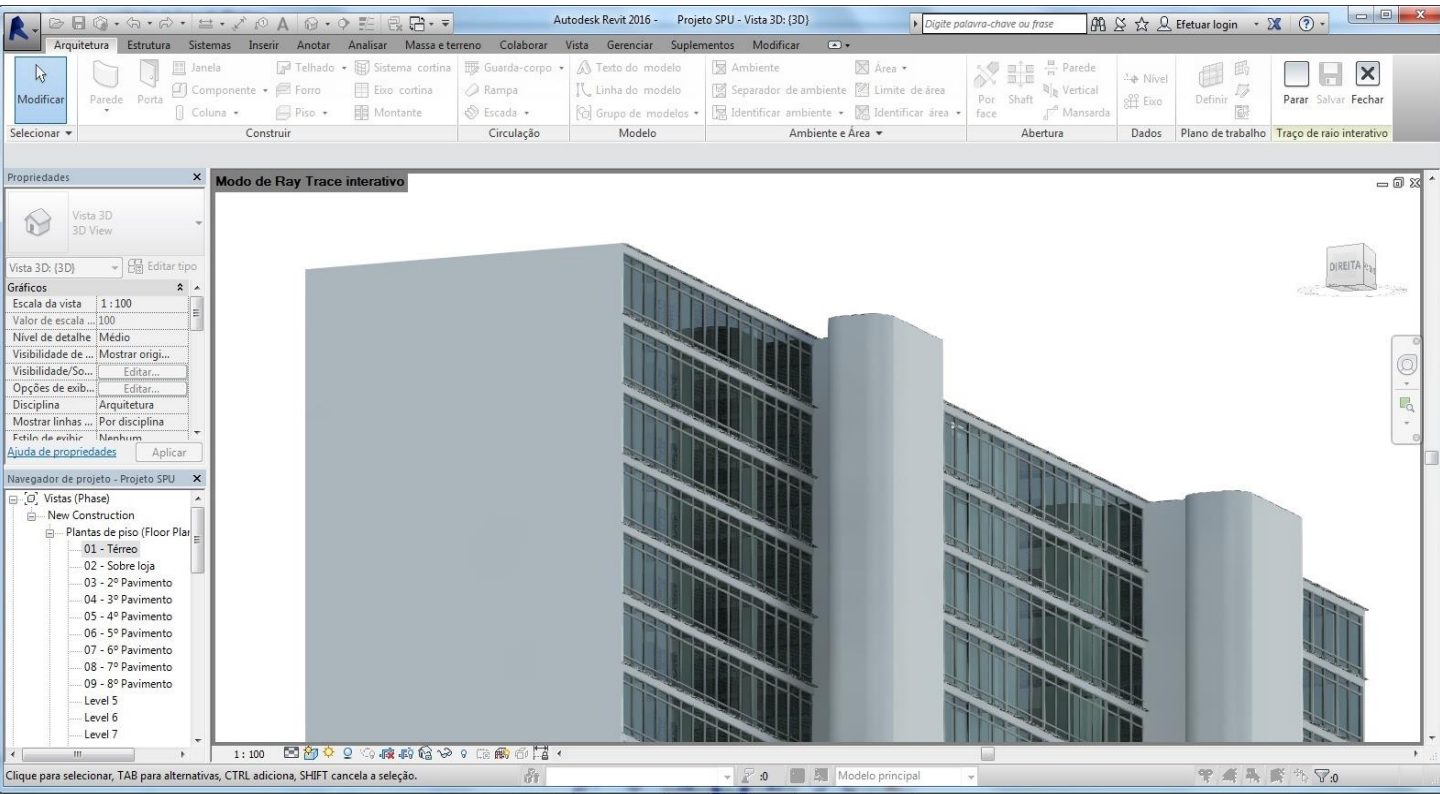 Autodesk Revit 2016 - Projeto SPU - Vista 3D: {3D}
Digite palavra-chave ou frase
Efetuar login
Arquitetura Estrutura Sistemas Inserir Anotar Analisar Massa e terreno Colaborar Vista Gerenciar Suplementos Modificar
Modificar
Parede
Porta
Janela
Componente
Coluna
Telhado
Forro
Piso
Sistema cortina
Eixo cortina
Montante
Guarda-corpo
Rampa
Escada
Texto do modelo
Linha do modelo
Grupo de modelos
Ambiente
Separador de ambiente
Identificar ambiente
Área
Limite de área
Identificar área
Por face
Shaft
Parede
Vertical
Mansarda
Nível
Eixo
Definir
Parar Salvar Fechar
Selecionar Construir Circulação Modelo Ambiente e Área Abertura Dados Plano de trabalho Traço de raio interativo
Propriedades
Vista 3D
3D View
Vista 3D: {3D} Editar tipo
Gráficos
Escala da vista 1 : 100
Valor de escala ... 100
Nível de detalhe Médio
Visibilidade de ... Mostrar origi...
Visibilidade/So... Editar...
Opções de exib... Editar...
Disciplina Arquitetura
Mostrar linhas ... Por disciplina
Ajuda de propriedades Aplicar
Navegador de projeto - Projeto SPU
Vistas (Phase)
New Construction
Plantas de piso (Floor Plan
01 - Térreo
02 - Sobre loja
03 - 2º Pavimento
04 - 3º Pavimento
05 - 4º Pavimento
06 - 5º Pavimento
07 - 6º Pavimento
08 - 7º Pavimento
09 - 8º Pavimento
Level 5
Level 6
Level 7
Modo de Ray Trace interativo
DIREITA
1 : 100
Clique para selecionar, TAB para alternativas, CTRL adiciona, SHIFT cancela a seleção.
:0
Modelo principal
:0